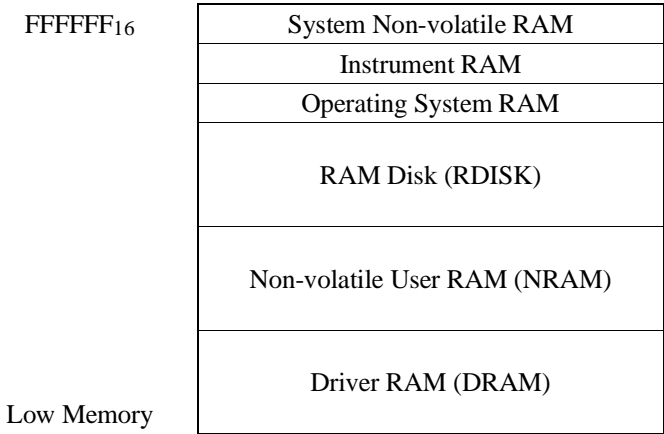 FFFFFF16 System Non-volatile RAM
Instrument RAM
Operating System RAM
RAM Disk (RDISK)
Non-volatile User RAM (NRAM)
Driver RAM (DRAM)
Low Memory